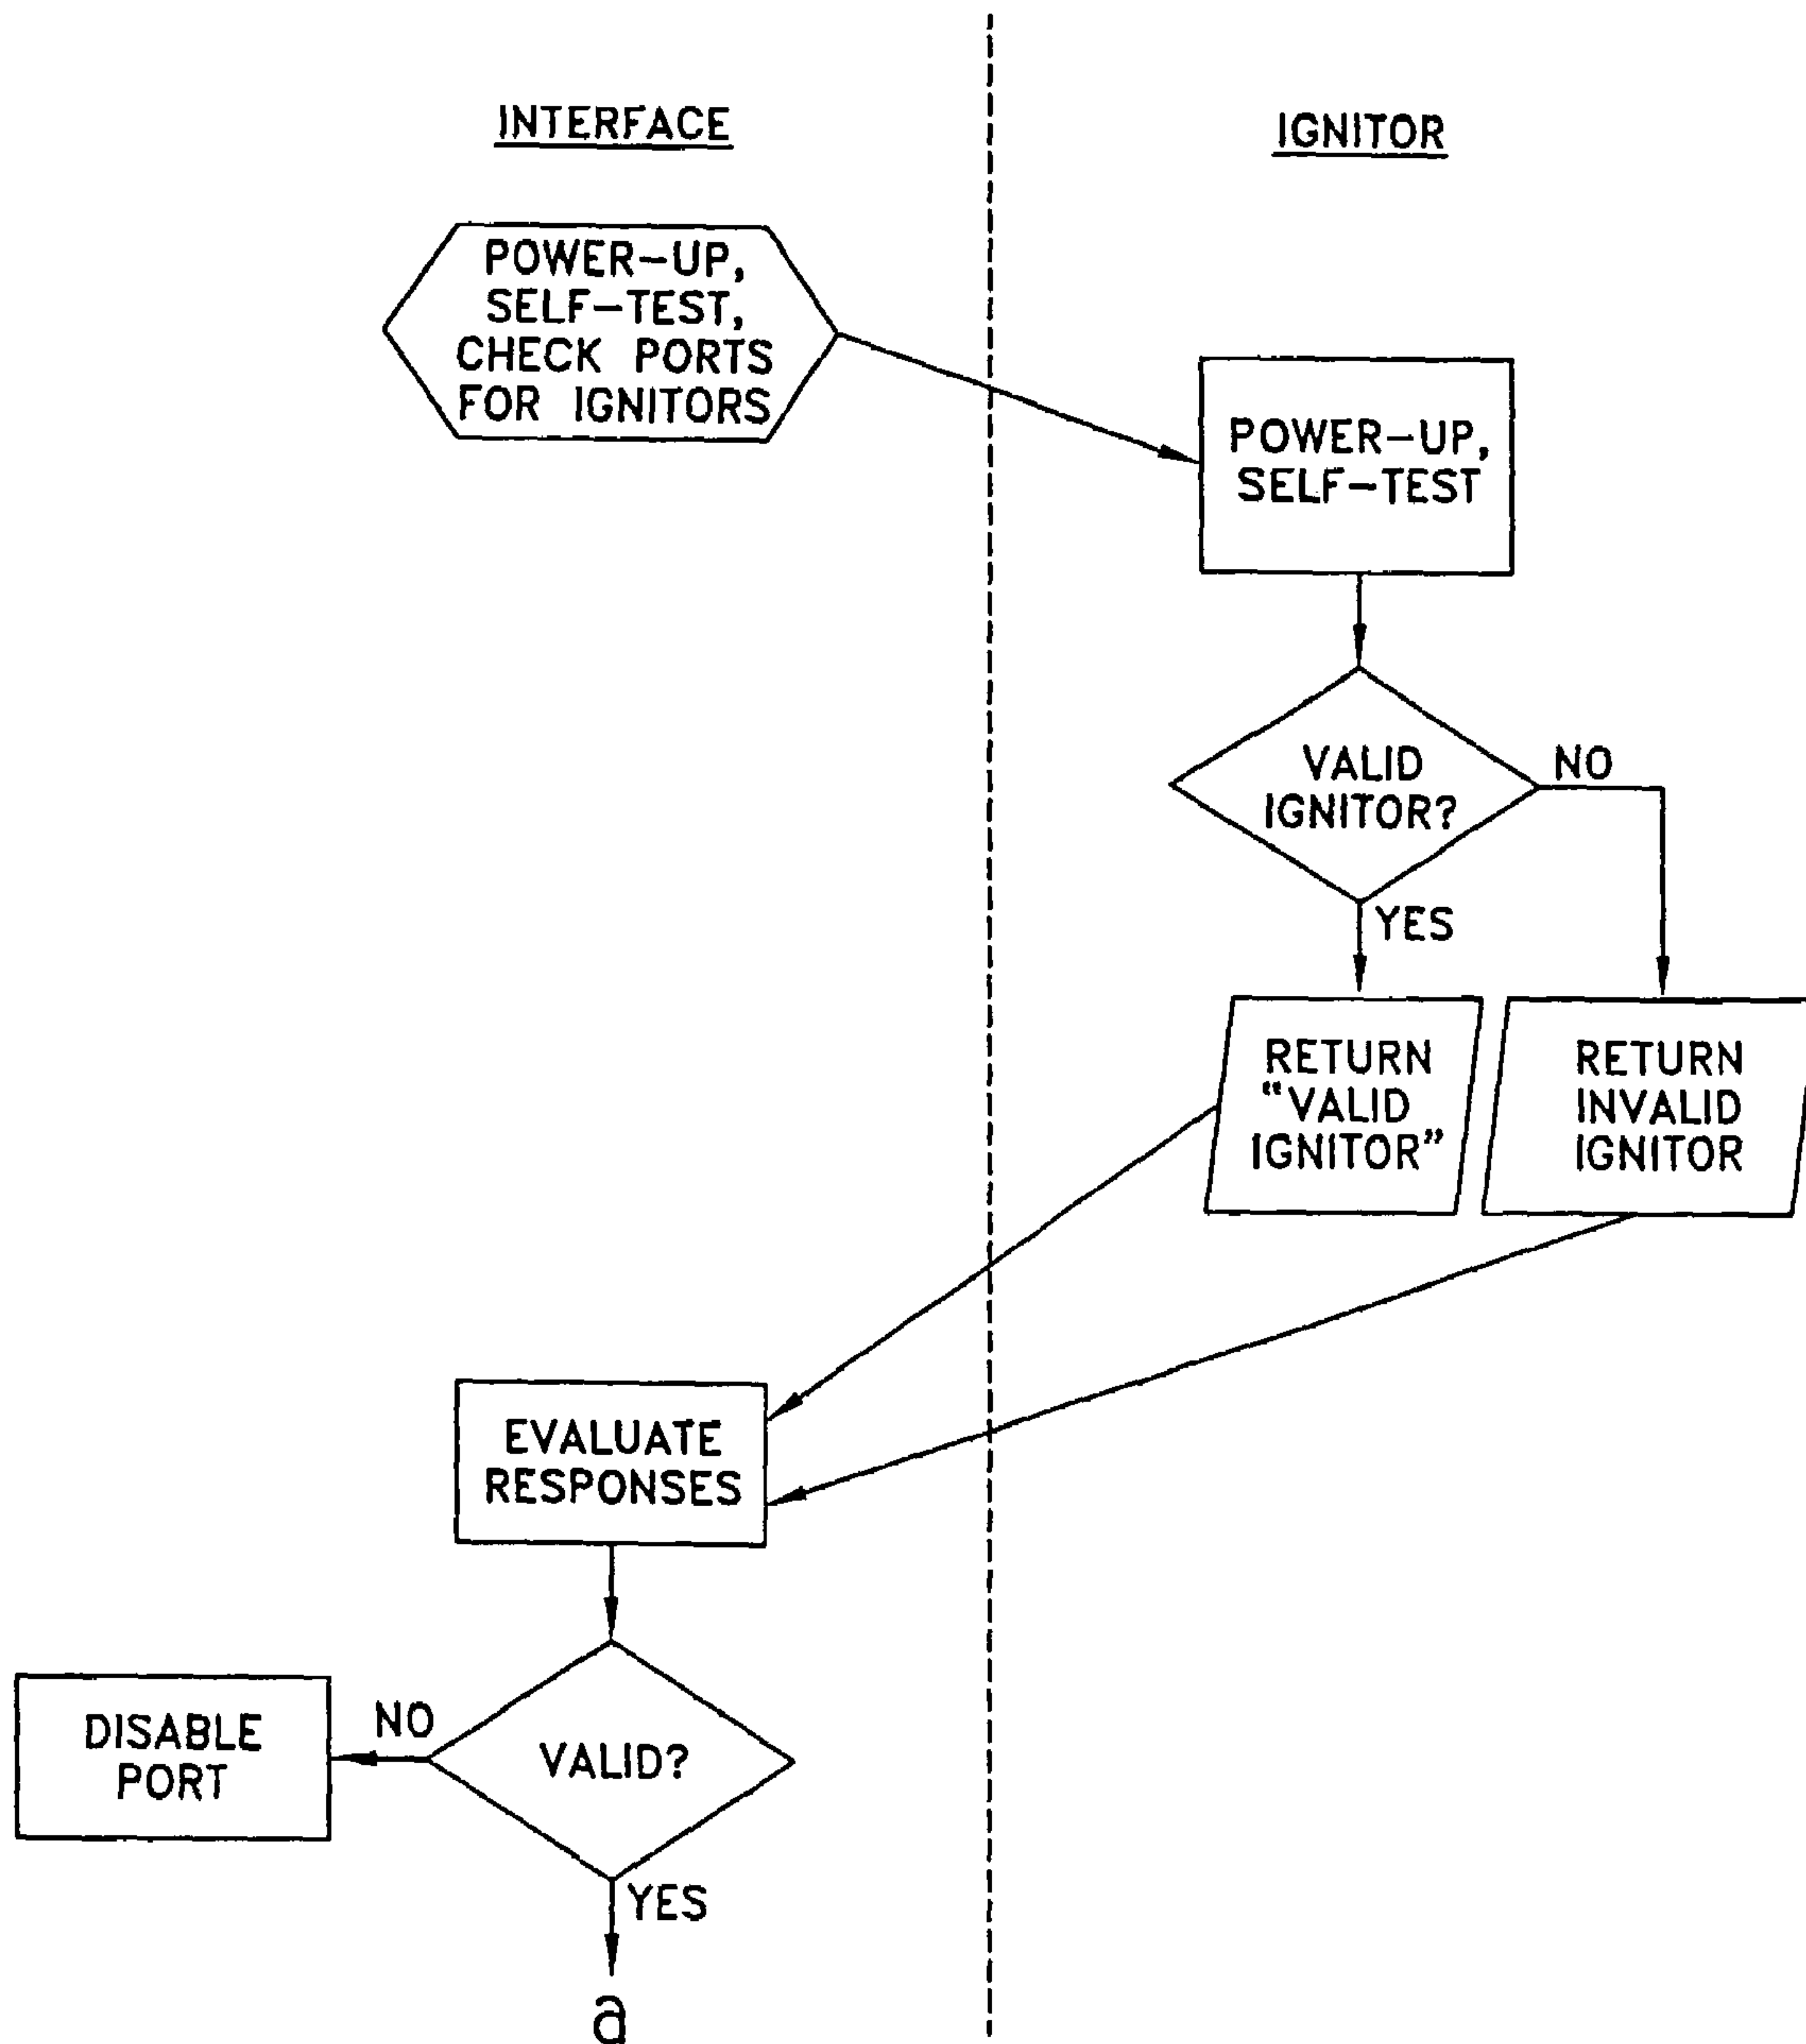 INTERFACE
IGNITOR
POWER-UP,
SELF-TEST,
CHECK PORTS
FOR IGNITORS
POWER-UP,
SELF-TEST
VALID
IGNITOR?
NO
YES
RETURN
“VALID
IGNITOR”
RETURN
INVALID
IGNITOR
EVALUATE
RESPONSES
VALID?
NO
DISABLE
PORT
YES
a